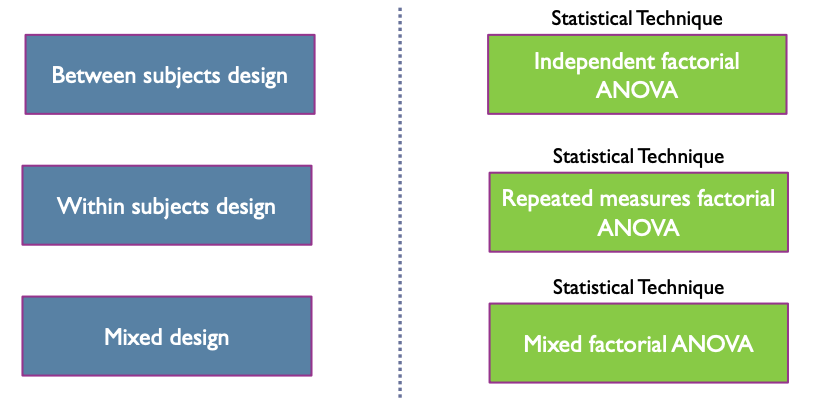 Statistical Technique
Between subjects design
Independent factorial
ANOVA
Statistical Technique
Within subjects design
Repeated measures factorial
ANOVA
Statistical Technique
Mixed design
Mixed factorial ANOVA